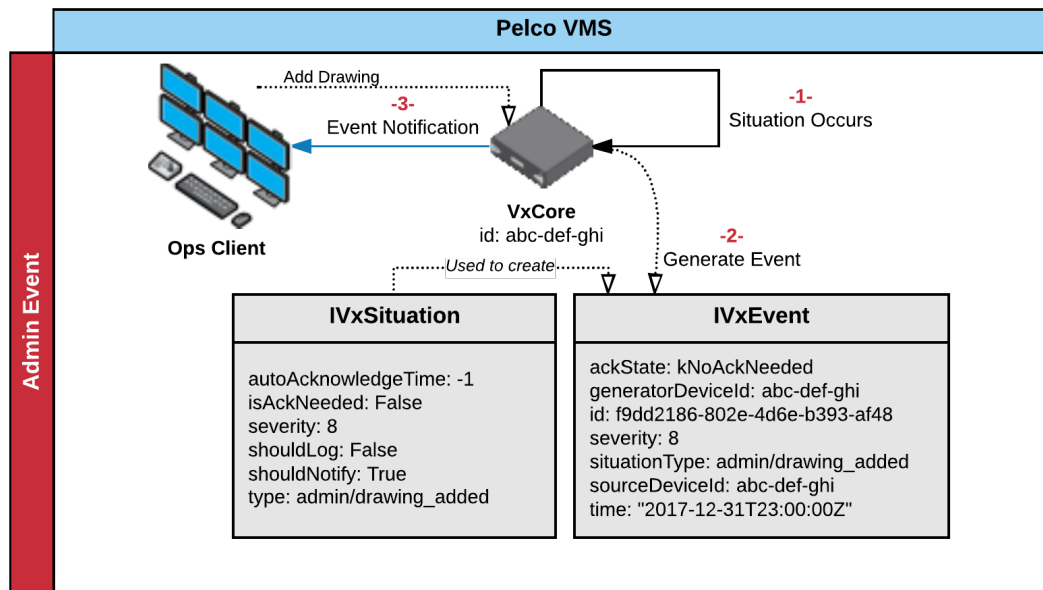 Pelco VMS
Admin Event
Add Drawing
-3-
Event Notification
-1-
Situation Occurs
VxCore
id: abc-def-ghi
Ops Client
-2-
Generate Event
Used to create
IVxSituation
autoAcknowledgeTime: -1
isAckNeeded: False
severity: 8
shouldLog: False
shouldNotify: True
type: admin/drawing_added
IVxEvent
ackState: kNoAckNeeded
generatorDeviceId: abc-def-ghi
id: f9dd2186-802e-4d6e-b393-af48
severity: 8
situationType: admin/drawing_added
sourceDeviceId: abc-def-ghi
time: "2017-12-31T23:00:00Z"